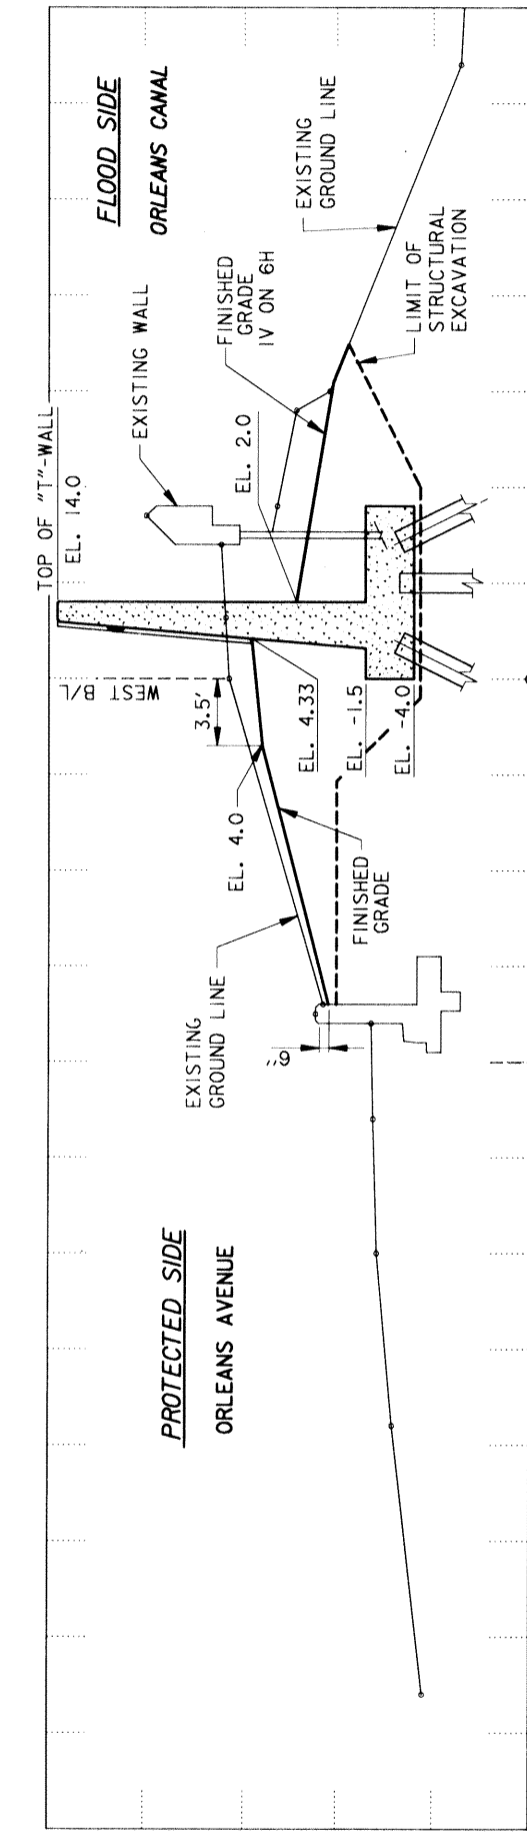 PROTECTED SIDE
ORLEANS AVENUE
EXISTING
GROUND LINE
6"
EL. 4.0
3.5'
WEST B/L
TOP OF "T"-WALL
EL. 14.0
EXISTING WALL
FLOOD SIDE
ORLEANS CANAL
FINISHED
GRADE
1V ON 6H
EL. 2.0
EXISTING
GROUND LINE
FINISHED
GRADE
EL. 4.33
EL. -1.5
EL. -4.0
LIMIT OF
STRUCTURAL
EXCAVATION